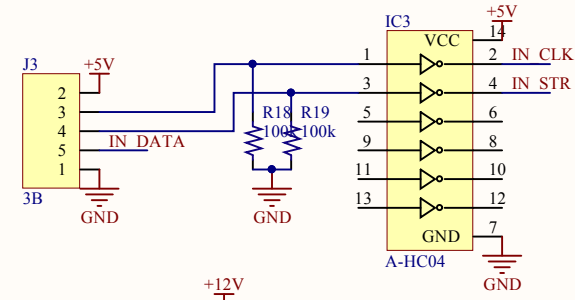 +5V
IC3
14
VCC
J3
+5V
1
2
IN_CLK
2
3
4
IN_STR
3
R18
R19
100k
100k
4
5
6
IN_DATA
5
9
8
1
11
10
3B
13
12
GND
GND
GND
7
A-HC04
GND
+12V